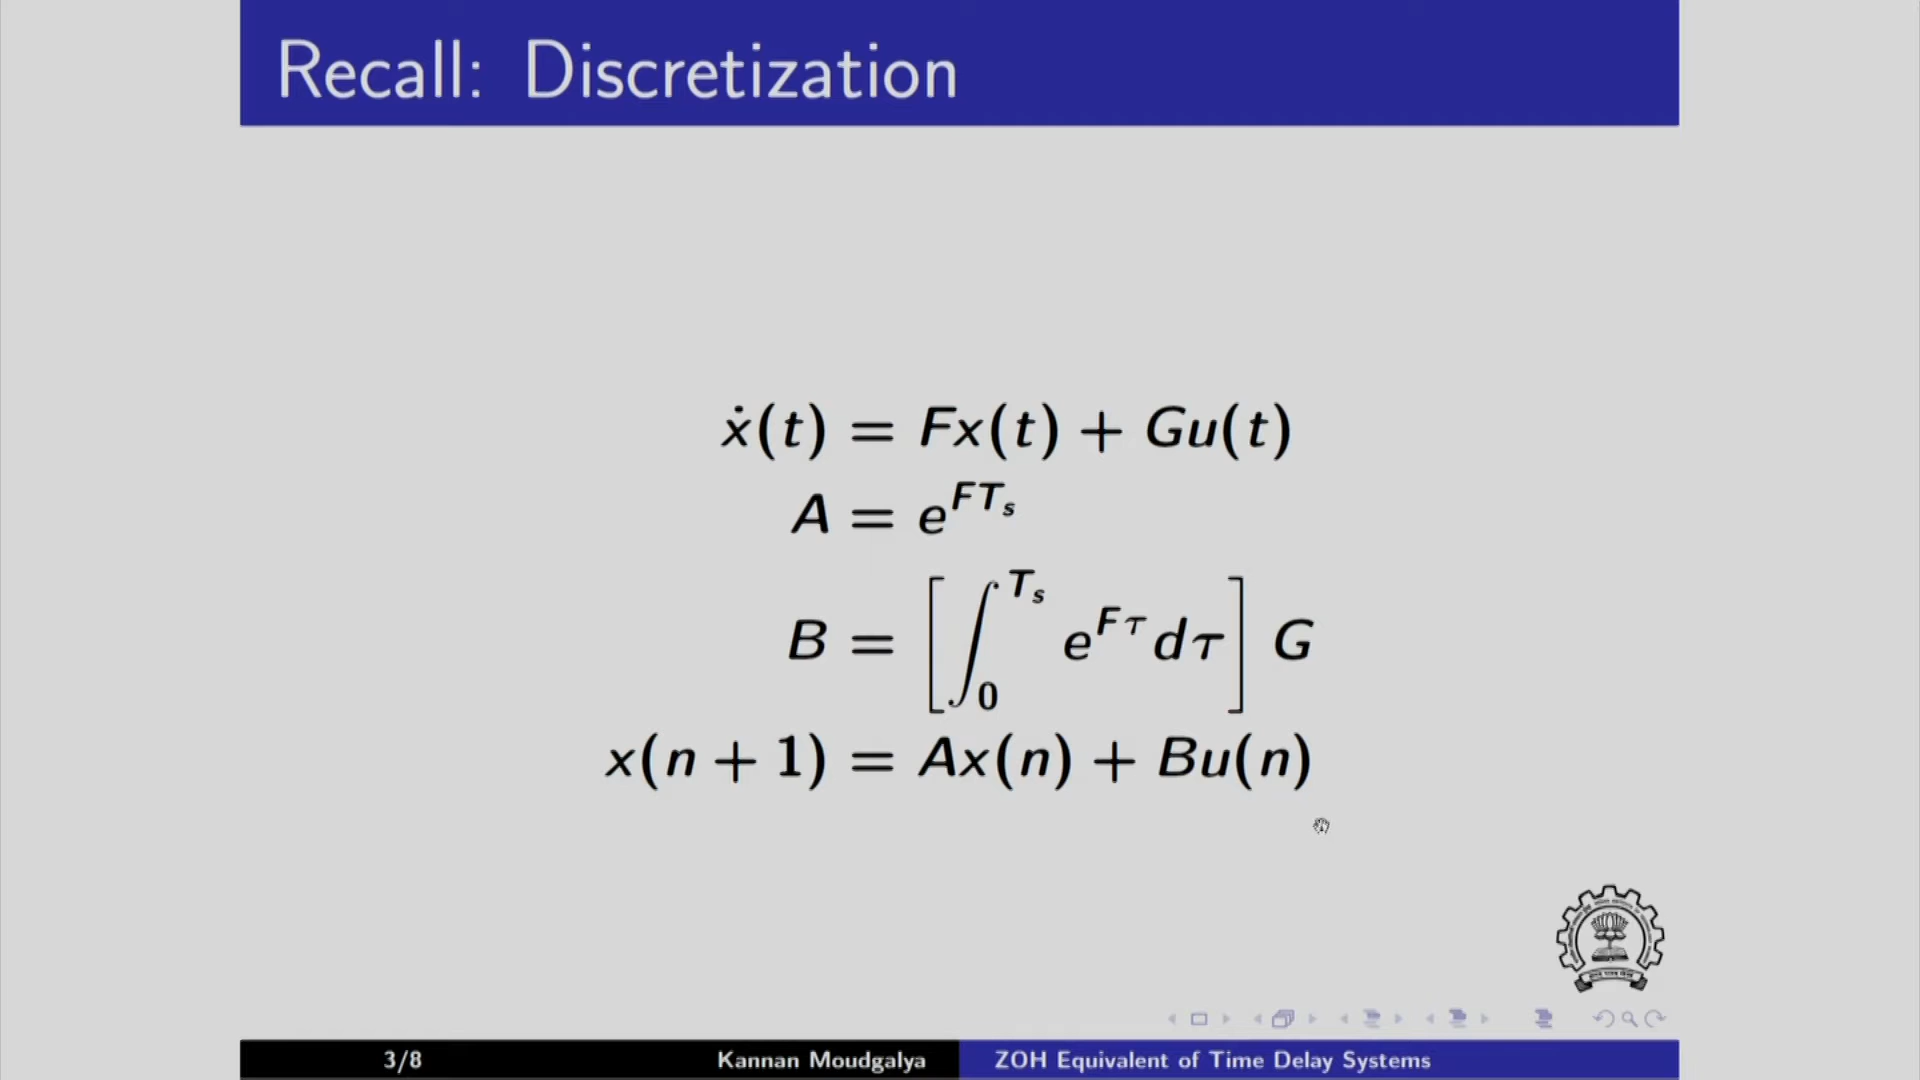 Recall: Discretization
ẋ(t) = Fx(t) + Gu(t)
A = e^{FT_s}
B = [∫_0^{T_s} e^{Fτ} dτ] G
x(n + 1) = Ax(n) + Bu(n)
3/8 Kannan Moudgalya ZOH Equivalent of Time Delay Systems